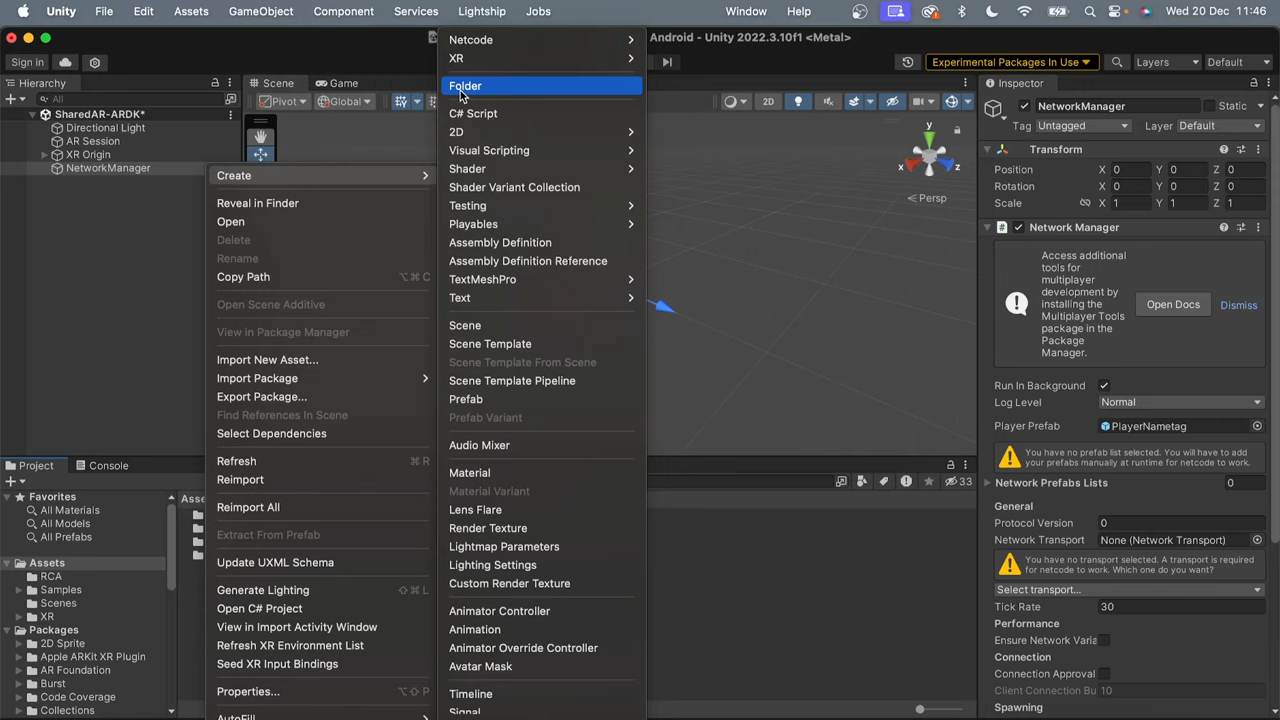 Unity Edit Assets GameObject Component Services Lightship Jobs Window Help Wed 20 Dec 11:46
Android - Unity 2022.3.10f1 <Metal>
Sign in
Experimental Packages In Use
Layers
Default
Hierarchy
All
SharedAR-ARDK*
Directional Light
AR Session
XR Origin
NetworkManager
Scene
Game
Pivot
Global
2D
y
x
z
Persp
Create
Reveal in Finder
Open
Delete
Rename
Copy Path ⌥⌘C
Open Scene Additive
View in Package Manager
Import New Asset...
Import Package
Export Package...
Find References In Scene
Select Dependencies
Refresh ⌘R
Reimport
Reimport All
Extract From Prefab
Update UXML Schema
Generate Lighting ⇧⌘L
Open C# Project
View in Import Activity Window
Refresh XR Environment List
Seed XR Input Bindings
Properties... ⌥⇧P
AutoFill
Netcode
XR
Folder
C# Script
2D
Visual Scripting
Shader
Shader Variant Collection
Testing
Playables
Assembly Definition
Assembly Definition Reference
TextMeshPro
Text
Scene
Scene Template
Scene Template From Scene
Scene Template Pipeline
Prefab
Prefab Variant
Audio Mixer
Material
Material Variant
Lens Flare
Render Texture
Lightmap Parameters
Lighting Settings
Custom Render Texture
Animator Controller
Animation
Animator Override Controller
Avatar Mask
Timeline
Signal
Project
Console
Favorites
All Materials
All Models
All Prefabs
Assets
RCA
Samples
Scenes
XR
Packages
2D Sprite
Apple ARKit XR Plugin
AR Foundation
Burst
Code Coverage
Collections
Asse
33
Inspector
NetworkManager
Static
Tag Untagged
Layer Default
Transform
Position X 0 Y 0 Z 0
Rotation X 0 Y 0 Z 0
Scale X 1 Y 1 Z 1
Network Manager
Access additional
tools for
multiplayer
development by
installing the
Multiplayer Tools
package in the
Package
Manager.
Open Docs
Dismiss
Run In Background
Log Level Normal
Player Prefab PlayerNametag
You have no prefab list selected. You will have to add
your prefabs manually at runtime for netcode to work.
Network Prefabs Lists 0
General
Protocol Version 0
Network Transport None (Network Transport)
You have no transport selected. A transport is required
for netcode to work. Which one do you want?
Select transport...
Tick Rate 30
Performance
Ensure Network Varia
Connection
Connection Approval
Client Connection Bu 10
Spawning